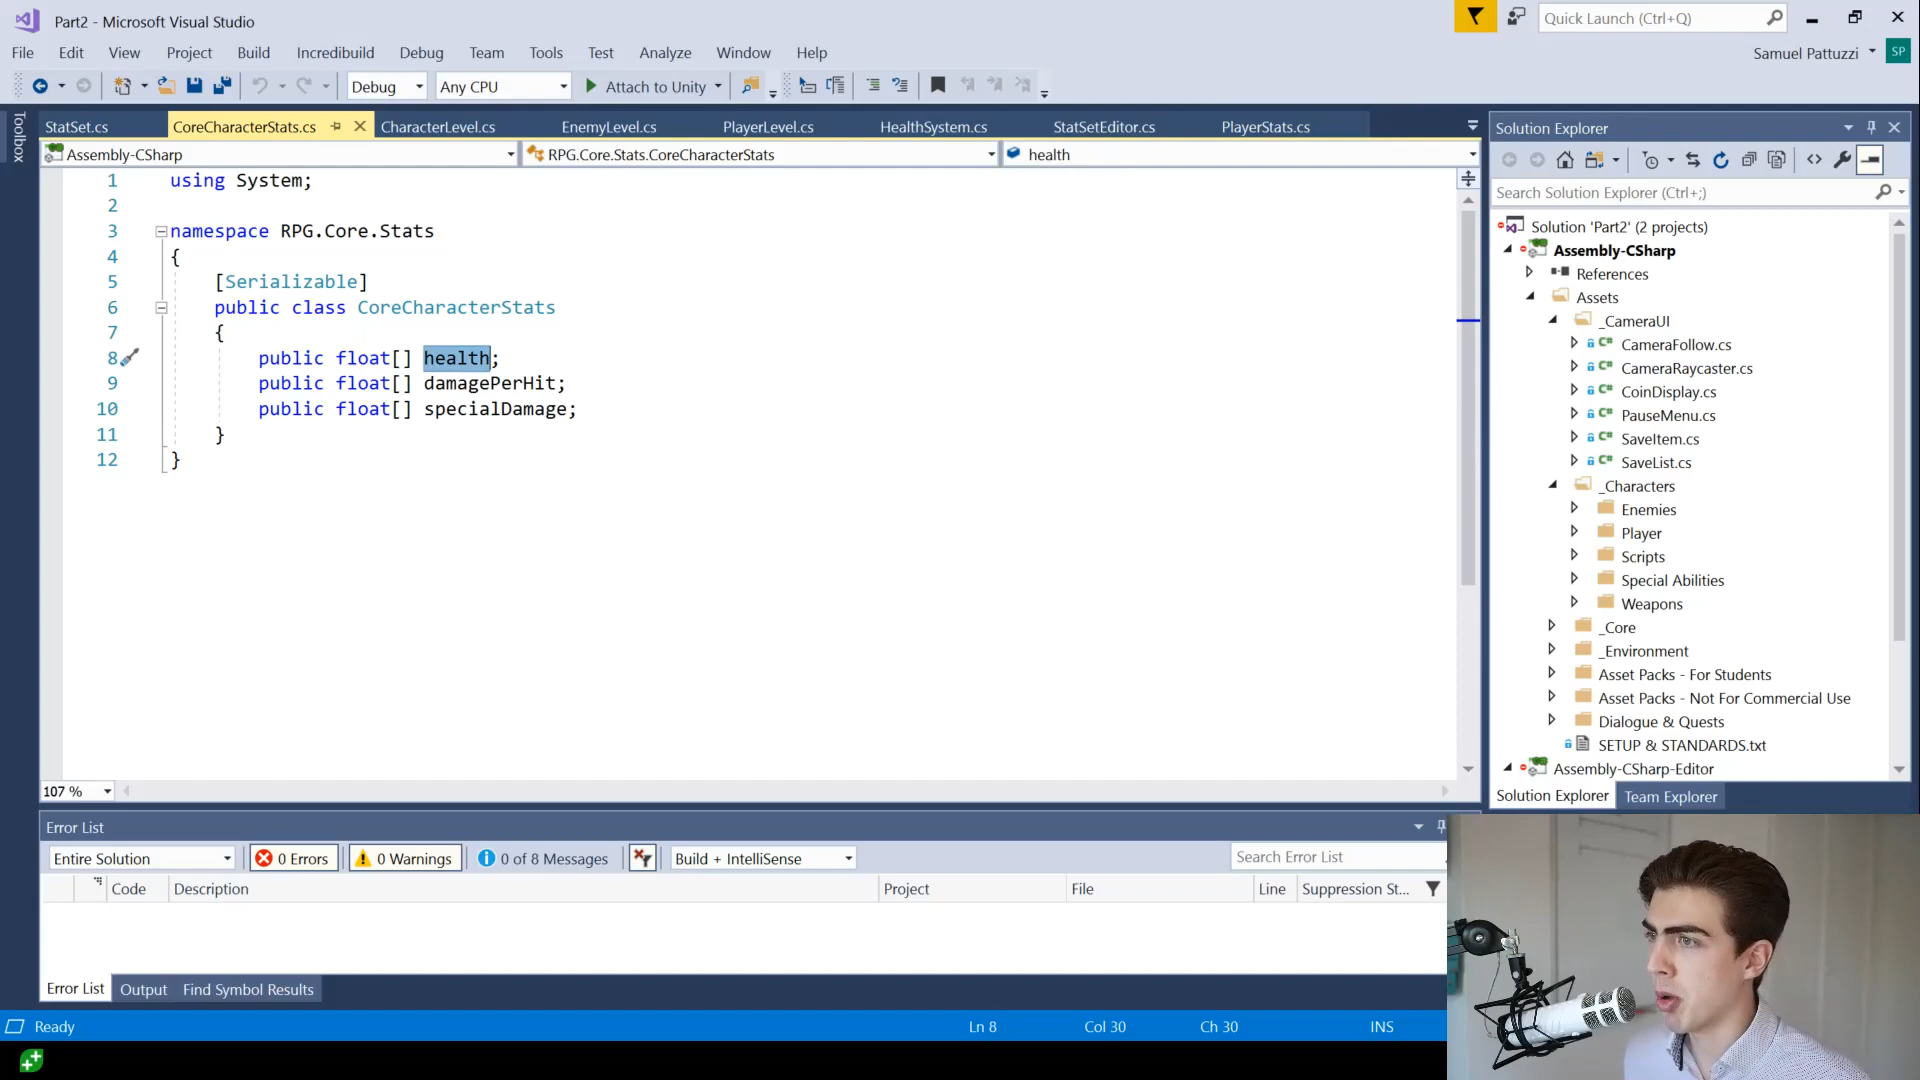 Part2 - Microsoft Visual Studio
Quick Launch (Ctrl+Q)
File Edit View Project Build Incredibuild Debug Team Tools Test Analyze Window Help
Samuel Pattuzzi SP
Debug Any CPU Attach to Unity
Toolbox
StatSet.cs CoreCharacterStats.cs CharacterLevel.cs EnemyLevel.cs PlayerLevel.cs HealthSystem.cs StatSetEditor.cs PlayerStats.cs
Assembly-CSharp RPG.Core.Stats.CoreCharacterStats health
1 using System;
2
3 namespace RPG.Core.Stats
4 {
5 [Serializable]
6 public class CoreCharacterStats
7 {
8 public float[] health;
9 public float[] damagePerHit;
10 public float[] specialDamage;
11 }
12 }
107 %
Solution Explorer
Search Solution Explorer (Ctrl+;)
Solution 'Part2' (2 projects)
Assembly-CSharp
References
Assets
_CameraUI
CameraFollow.cs
CameraRaycaster.cs
CoinDisplay.cs
PauseMenu.cs
SaveItem.cs
SaveList.cs
_Characters
Enemies
Player
Scripts
Special Abilities
Weapons
_Core
_Environment
Asset Packs - For Students
Asset Packs - Not For Commercial Use
Dialogue & Quests
SETUP & STANDARDS.txt
Assembly-CSharp-Editor
Solution Explorer Team Explorer
Error List
Entire Solution 0 Errors 0 Warnings 0 of 8 Messages Build + IntelliSense Search Error List
Code Description Project File Line Suppression St...
Error List Output Find Symbol Results
Ready Ln 8 Col 30 Ch 30 INS